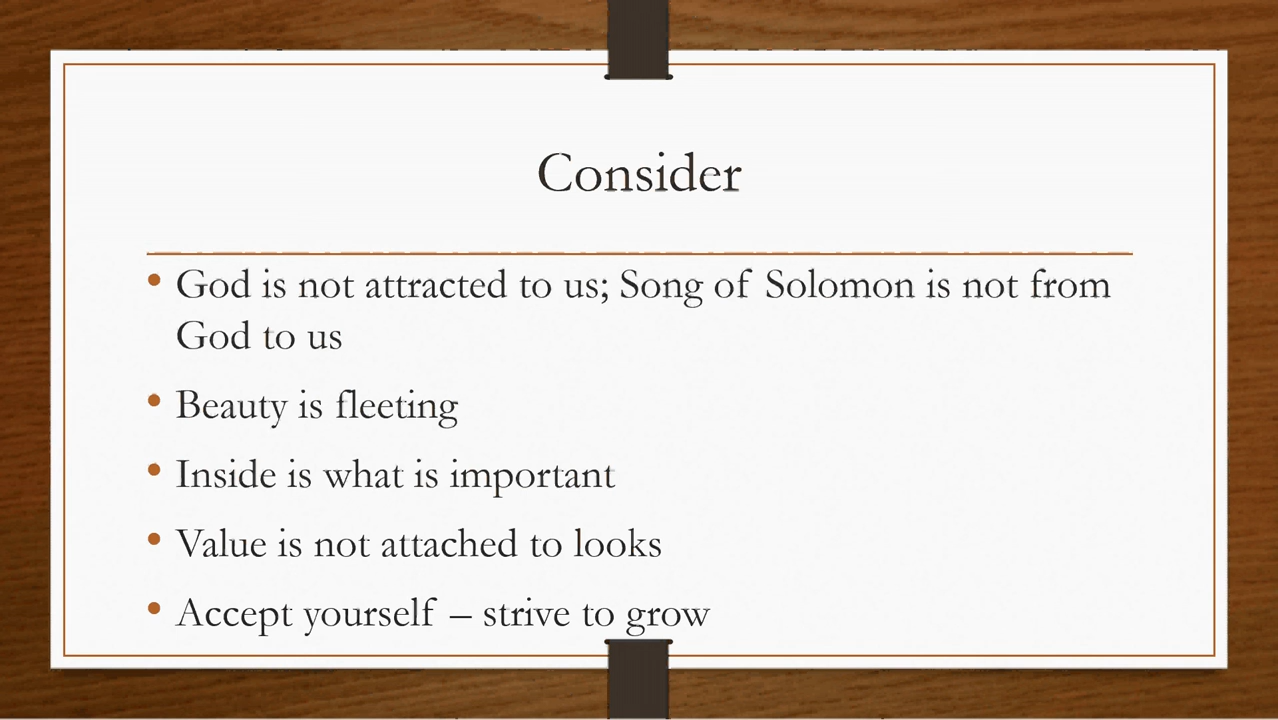 Consider
• God is not attracted to us; Song of Solomon is not from
God to us
• Beauty is fleeting
• Inside is what is important
• Value is not attached to looks
• Accept yourself – strive to grow